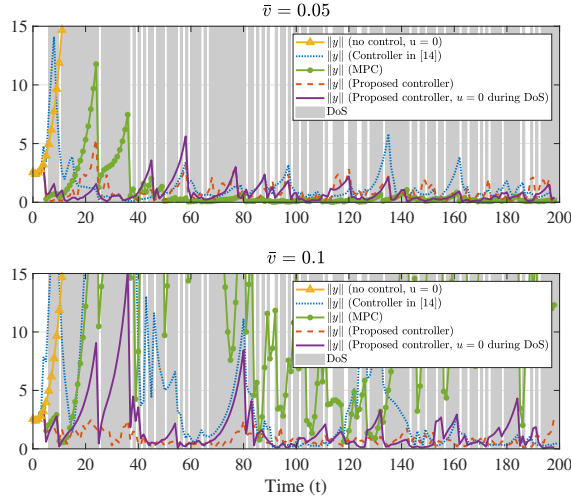 v̄ = 0.05
15
10
5
0
‖y‖ (no control, u = 0)
‖y‖ (Controller in [14])
‖y‖ (MPC)
‖y‖ (Proposed controller)
‖y‖ (Proposed controller, u = 0 during DoS)
DoS
0 20 40 60 80 100 120 140 160 180 200
v̄ = 0.1
15
10
5
0
‖y‖ (no control, u = 0)
‖y‖ (Controller in [14])
‖y‖ (MPC)
‖y‖ (Proposed controller)
‖y‖ (Proposed controller, u = 0 during DoS)
DoS
0 20 40 60 80 100 120 140 160 180 200
Time (t)